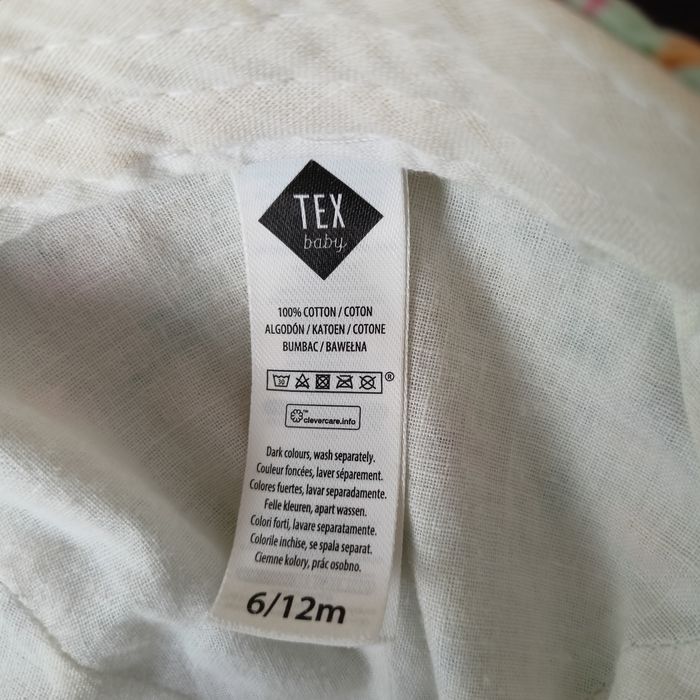 TEX
baby
100% COTTON / COTON
ALGODÓN / KATOEN / COTONE
BUMBAC / BAWEŁNA
30 ®
™
clevercare.info
Dark colours, wash separately.
Couleur foncées, laver séparement.
Colores fuertes, lavar separadamente.
Felle kleuren, apart wassen.
Colori forti, lavare separatamente.
Colorile inchise, se spala separat.
Ciemne kolory, prác osobno.
6/12m